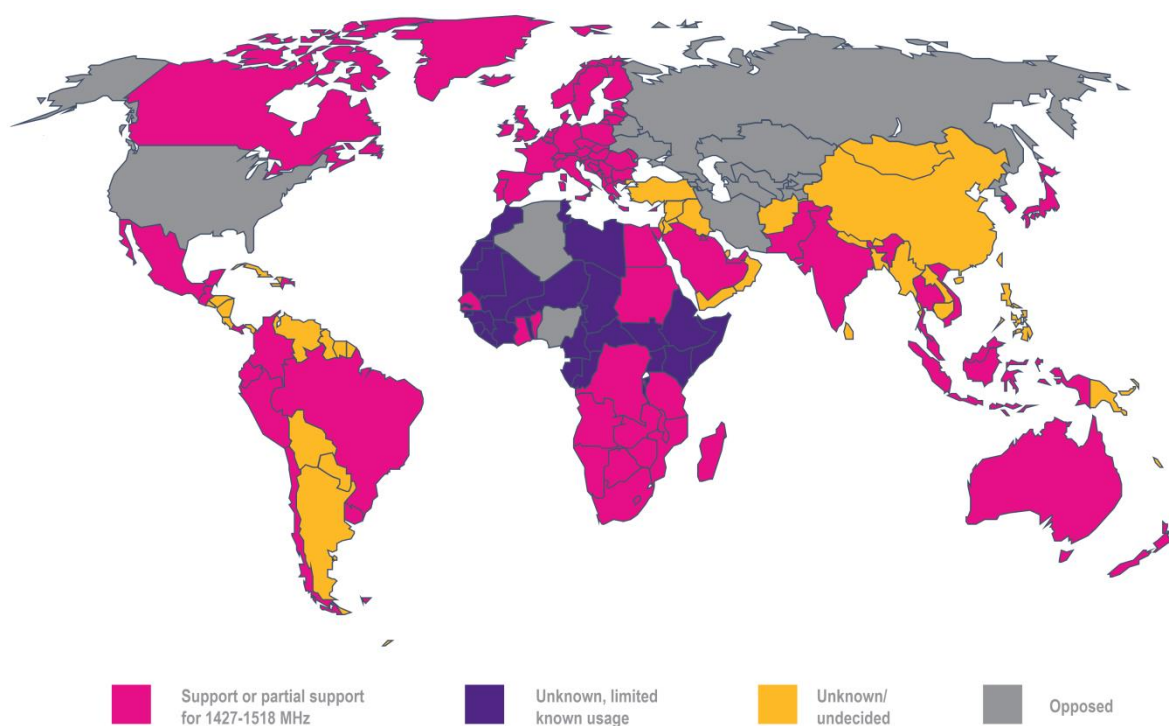 Support or partial support
for 1427-1518 MHz
Unknown, limited
known usage
Unknown/
undecided
Opposed